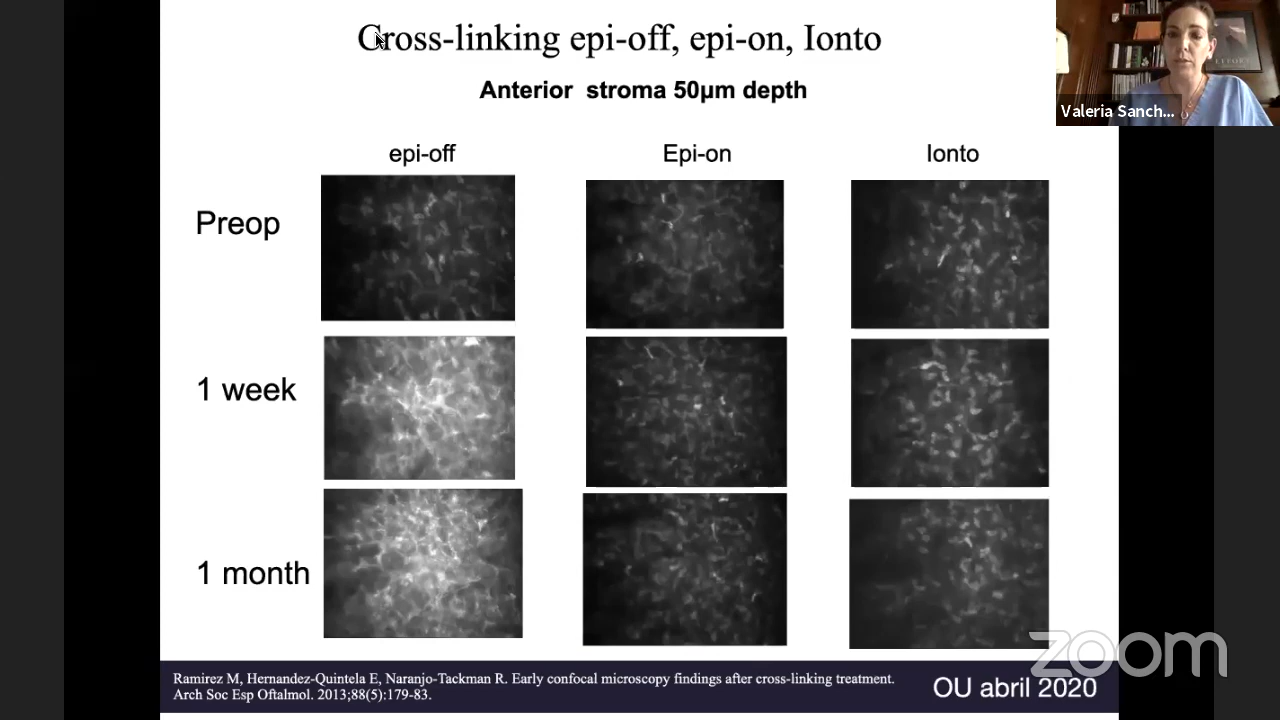 Cross-linking epi-off, epi-on, Ionto
Anterior stroma 50µm depth
Valeria Sanch...
epi-off
Epi-on
Ionto
Preop
1 week
1 month
Ramirez M, Hernandez-Quintela E, Naranjo-Tackman R. Early confocal microscopy findings after cross-linking treatment.
Arch Soc Esp Oftalmol. 2013;88(5):179-83.
OU abril 2020
zoom